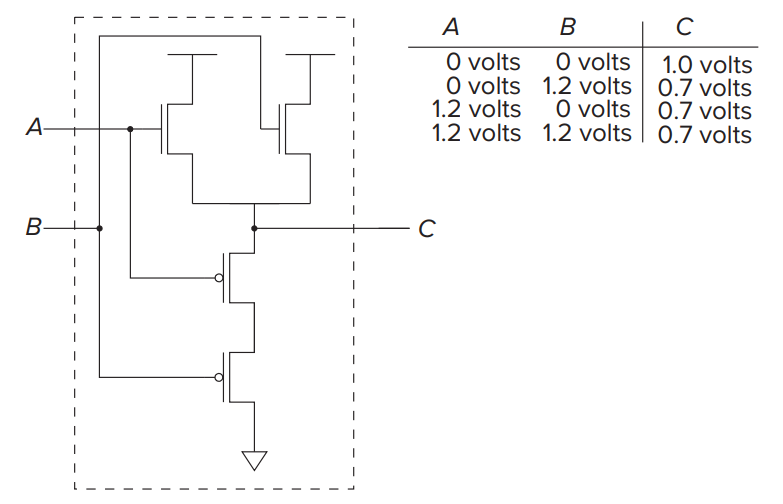 A B C
0 volts 0 volts 1.0 volts
0 volts 1.2 volts 0.7 volts
1.2 volts 0 volts 0.7 volts
1.2 volts 1.2 volts 0.7 volts
A
B
C